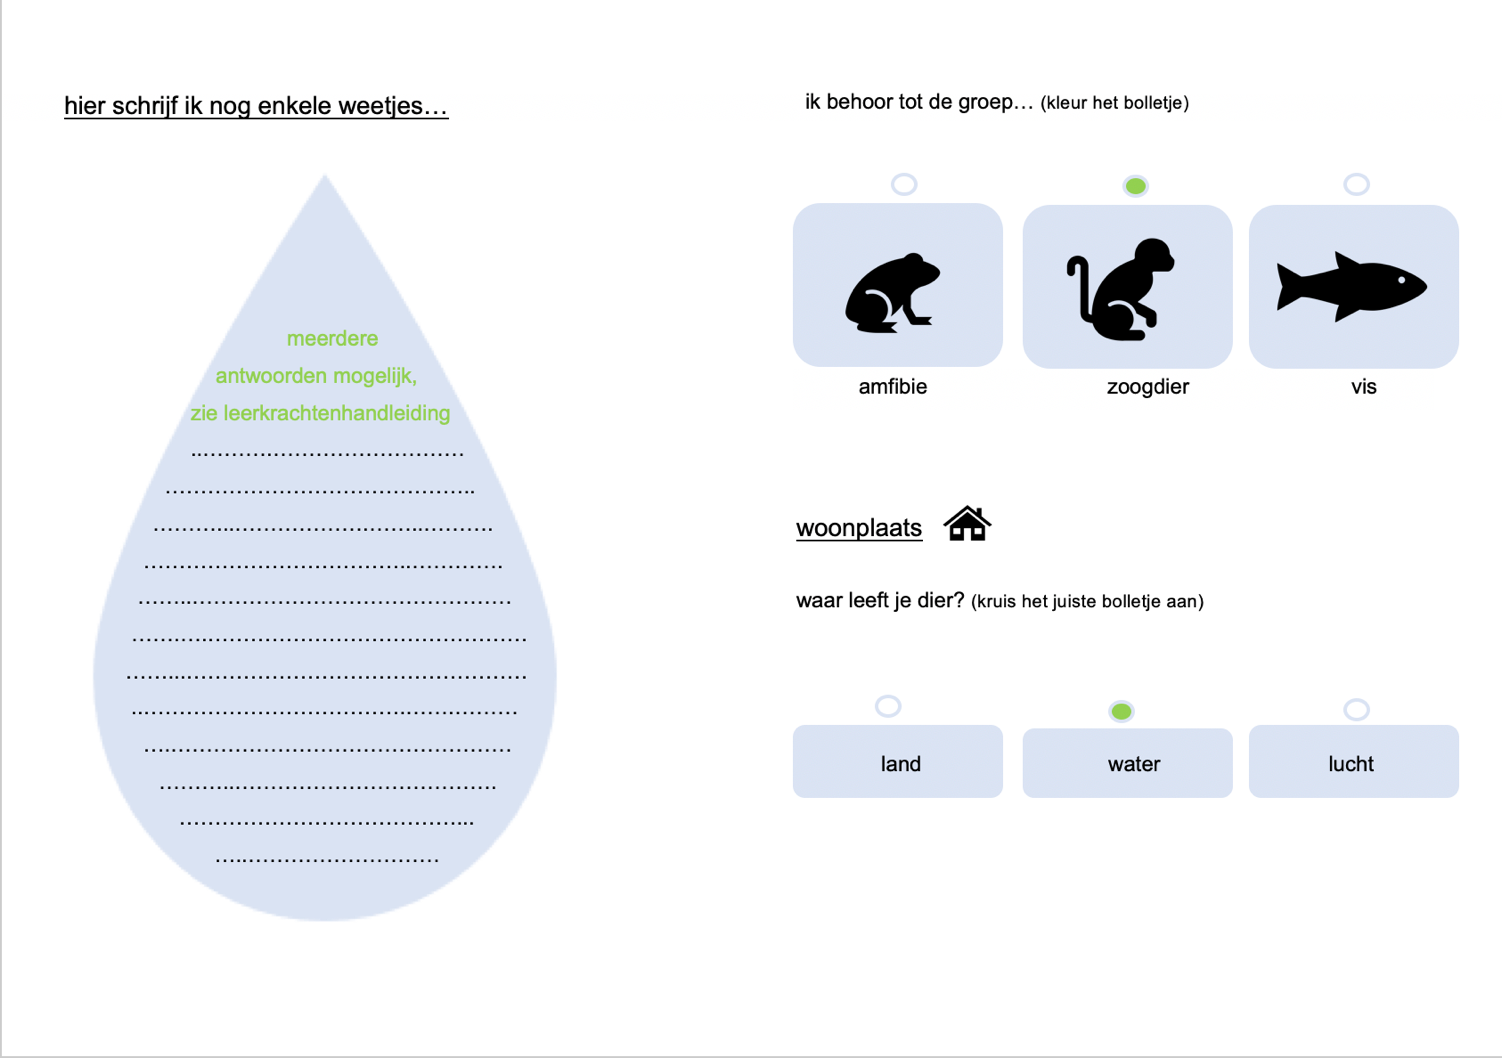 hier schrijf ik nog enkele weetjes…
meerdere
antwoorden mogelijk,
zie leerkrachtenhandleiding
ik behoor tot de groep… (kleur het bolletje)
amfibie
zoogdier
vis
woonplaats
waar leeft je dier? (kruis het juiste bolletje aan)
land
water
lucht